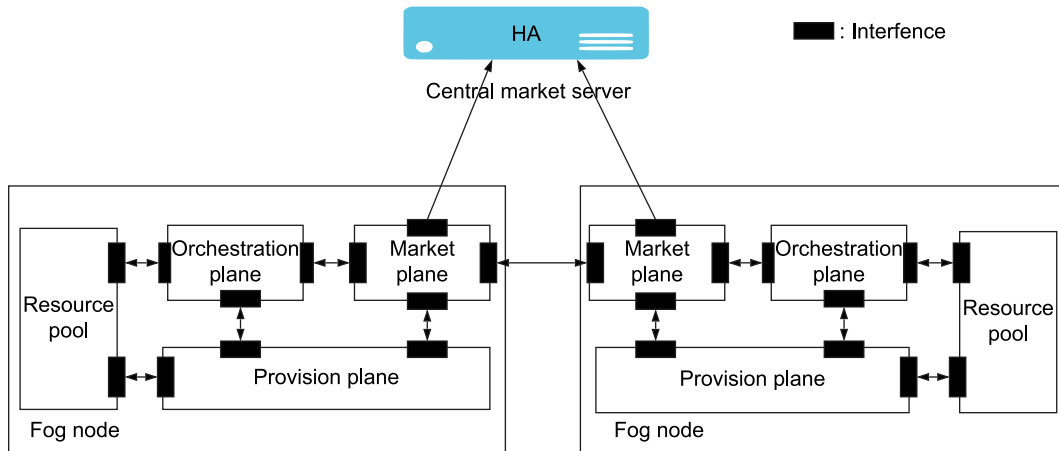 HA
: Interfence
Central market server
Orchestration
plane
Market
plane
Resource
pool
Provision plane
Fog node
Market
plane
Orchestration
plane
Resource
pool
Provision plane
Fog node